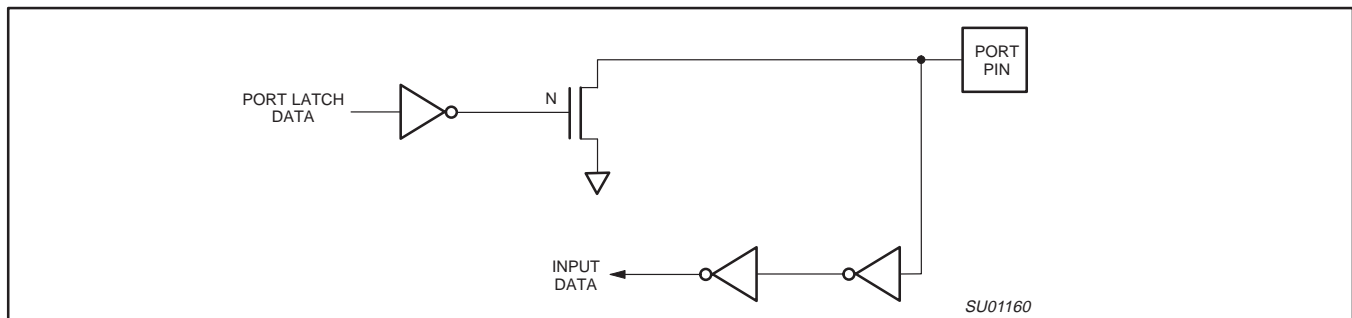 PORT
PIN
PORT LATCH
DATA
N
INPUT
DATA
SU01160